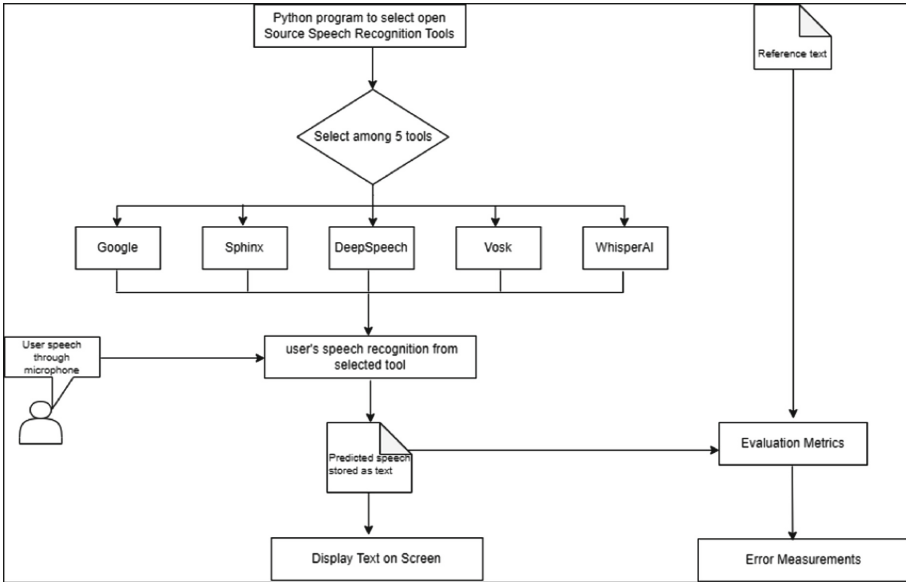 Python program to select open
Source Speech Recognition Tools
Reference text
Select among 5 tools
Google
Sphinx
DeepSpeech
Vosk
WhisperAI
User speech
through
microphone
user's speech recognition from
selected tool
Predicted speech
stored as text
Evaluation Metrics
Display Text on Screen
Error Measurements